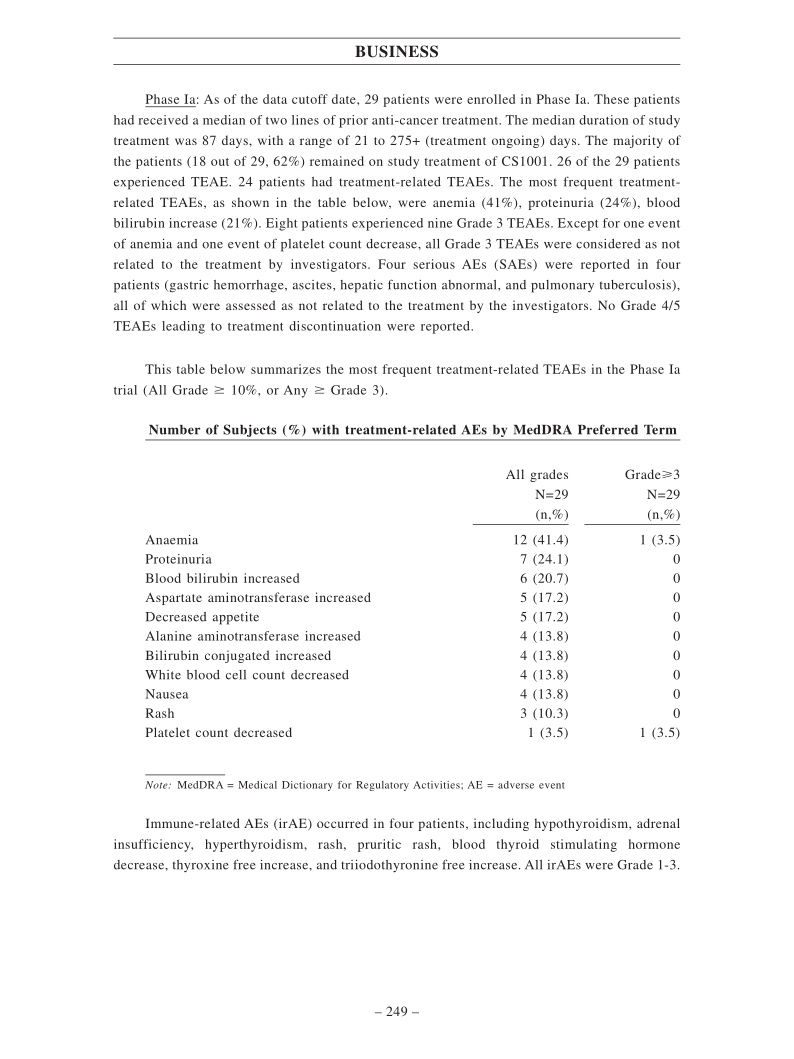 BUSINESS
Phase Ia: As of the data cutoff date, 29 patients were enrolled in Phase Ia. These patients
had received a median of two lines of prior anti-cancer treatment. The median duration of study
treatment was 87 days, with a range of 21 to 275+ (treatment ongoing) days. The majority of
the patients (18 out of 29, 62%) remained on study treatment of CS1001. 26 of the 29 patients
experienced TEAE. 24 patients had treatment-related TEAEs. The most frequent treatment-
related TEAEs, as shown in the table below, were anemia (41%), proteinuria (24%), blood
bilirubin increase (21%). Eight patients experienced nine Grade 3 TEAEs. Except for one event
of anemia and one event of platelet count decrease, all Grade 3 TEAEs were considered as not
related to the treatment by investigators. Four serious AEs (SAEs) were reported in four
patients (gastric hemorrhage, ascites, hepatic function abnormal, and pulmonary tuberculosis),
all of which were assessed as not related to the treatment by the investigators. No Grade 4/5
TEAEs leading to treatment discontinuation were reported.
This table below summarizes the most frequent treatment-related TEAEs in the Phase Ia
trial (All Grade ≥ 10%, or Any ≥ Grade 3).
Number of Subjects (%) with treatment-related AEs by MedDRA Preferred Term
All grades Grade≥3
N=29 N=29
(n,%) (n,%)
Anaemia 12 (41.4) 1 (3.5)
Proteinuria 7 (24.1) 0
Blood bilirubin increased 6 (20.7) 0
Aspartate aminotransferase increased 5 (17.2) 0
Decreased appetite 5 (17.2) 0
Alanine aminotransferase increased 4 (13.8) 0
Bilirubin conjugated increased 4 (13.8) 0
White blood cell count decreased 4 (13.8) 0
Nausea 4 (13.8) 0
Rash 3 (10.3) 0
Platelet count decreased 1 (3.5) 1 (3.5)
Note: MedDRA = Medical Dictionary for Regulatory Activities; AE = adverse event
Immune-related AEs (irAE) occurred in four patients, including hypothyroidism, adrenal
insufficiency, hyperthyroidism, rash, pruritic rash, blood thyroid stimulating hormone
decrease, thyroxine free increase, and triiodothyronine free increase. All irAEs were Grade 1-3.
– 249 –